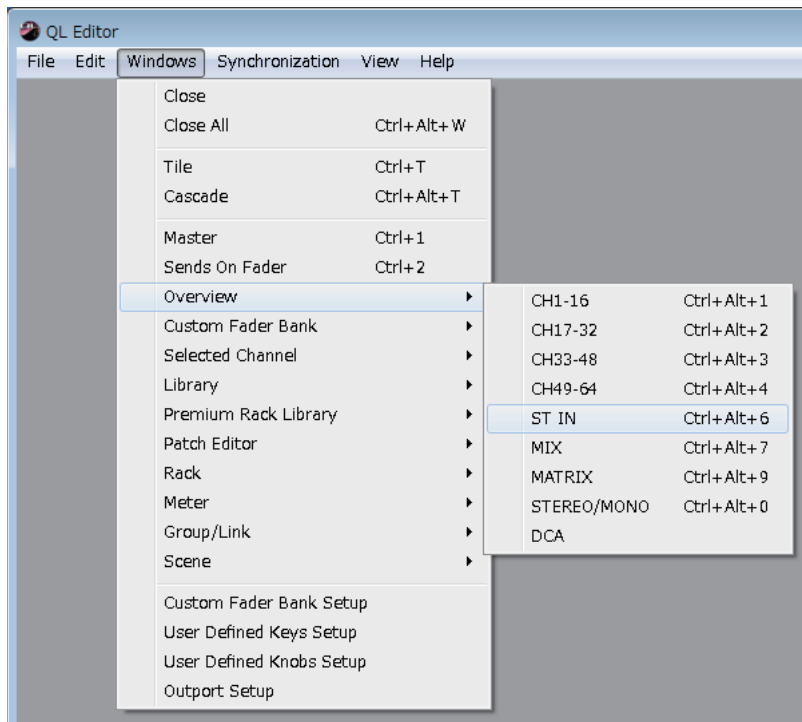 QL Editor
File Edit Windows Synchronization View Help
Close
Close All Ctrl+Alt+W
Tile Ctrl+T
Cascade Ctrl+Alt+T
Master Ctrl+1
Sends On Fader Ctrl+2
Overview
Custom Fader Bank
Selected Channel
Library
Premium Rack Library
Patch Editor
Rack
Meter
Group/Link
Scene
Custom Fader Bank Setup
User Defined Keys Setup
User Defined Knobs Setup
Outport Setup
CH1-16 Ctrl+Alt+1
CH17-32 Ctrl+Alt+2
CH33-48 Ctrl+Alt+3
CH49-64 Ctrl+Alt+4
ST IN Ctrl+Alt+6
MIX Ctrl+Alt+7
MATRIX Ctrl+Alt+9
STEREO/MONO Ctrl+Alt+0
DCA